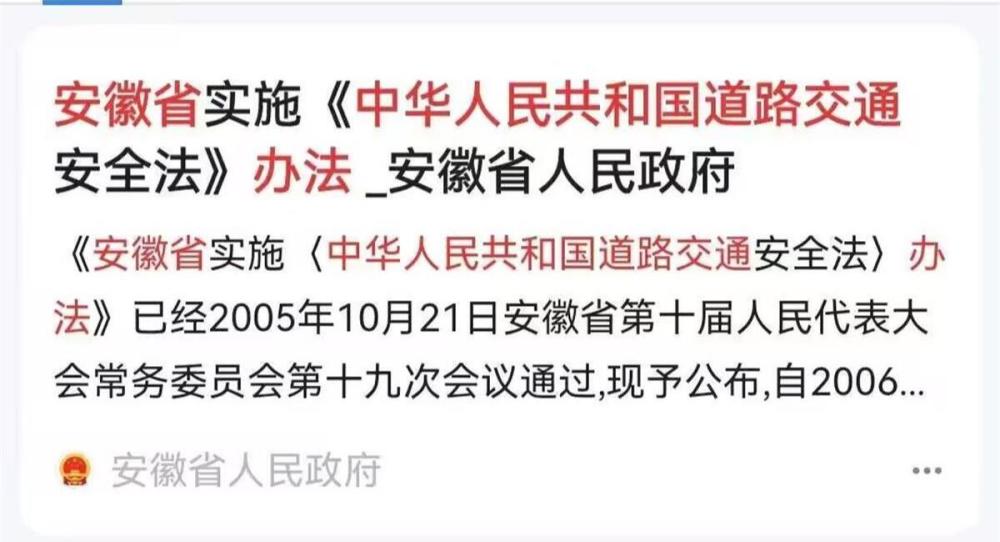 安徽省实施《中华人民共和国道路交通
安全法》办法 _安徽省人民政府
《安徽省实施〈中华人民共和国道路交通安全法〉办
法》已经2005年10月21日安徽省第十届人民代表大
会常务委员会第十九次会议通过,现予公布,自2006...
安徽省人民政府